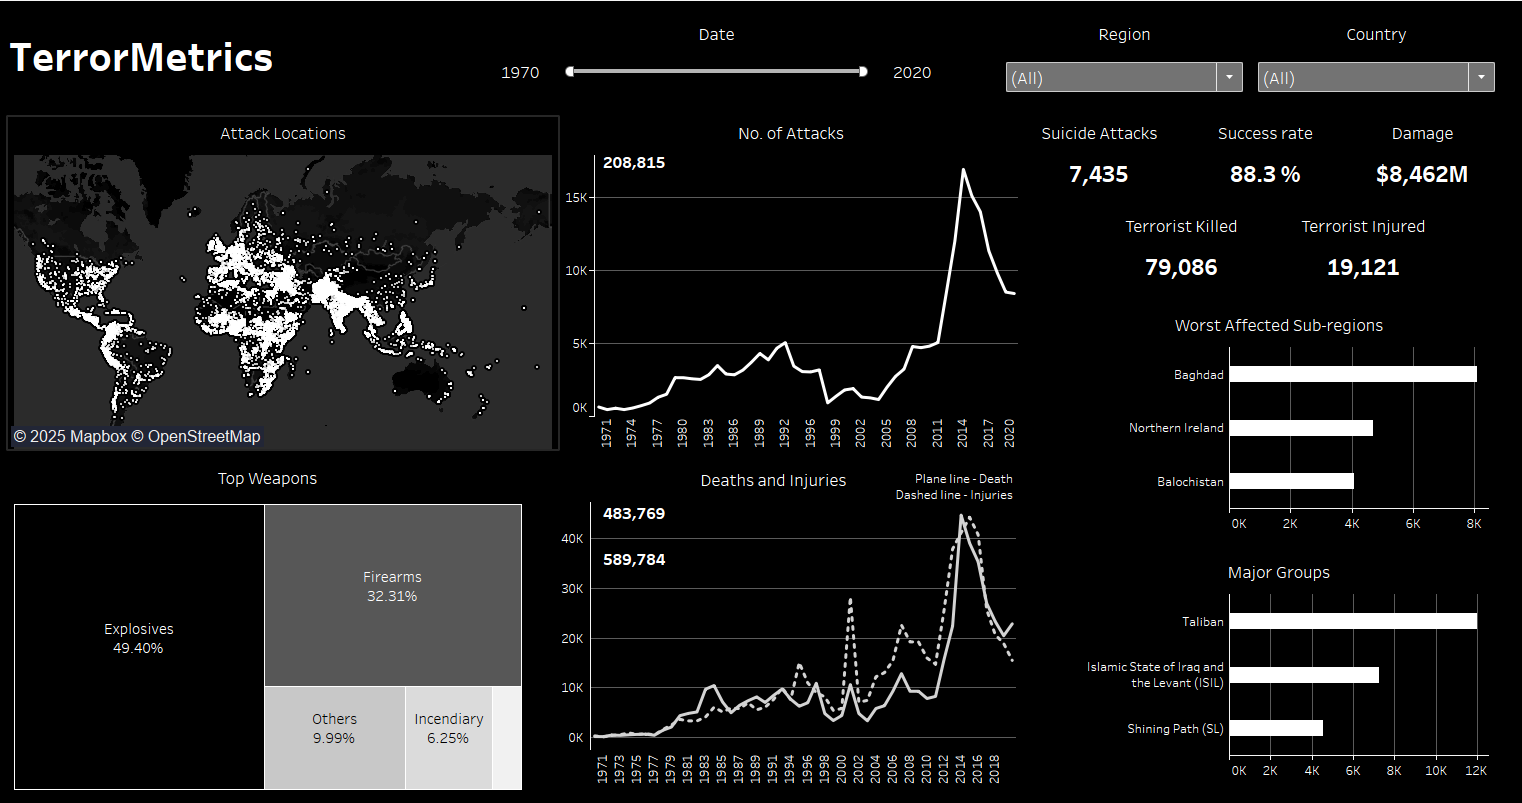 TerrorMetrics
Date
1970
2020
Region
(All)
Country
(All)
Attack Locations
© 2025 Mapbox © OpenStreetMap
No. of Attacks
208,815
15K
10K
5K
0K
1971
1974
1977
1980
1983
1986
1989
1992
1996
1999
2002
2005
2008
2011
2014
2017
2020
Suicide Attacks
7,435
Success rate
88.3 %
Damage
$8,462M
Terrorist Killed
79,086
Terrorist Injured
19,121
Worst Affected Sub-regions
Baghdad
Northern Ireland
Balochistan
0K
2K
4K
6K
8K
Top Weapons
Explosives
49.40%
Firearms
32.31%
Others
9.99%
Incendiary
6.25%
Deaths and Injuries
Plane line - Death
Dashed line - Injuries
483,769
589,784
40K
30K
20K
10K
0K
1971
1973
1975
1977
1979
1981
1983
1985
1987
1989
1991
1994
1996
1998
2000
2002
2004
2006
2008
2010
2012
2014
2016
2018
Major Groups
Taliban
Islamic State of Iraq and
the Levant (ISIL)
Shining Path (SL)
0K
2K
4K
6K
8K
10K
12K